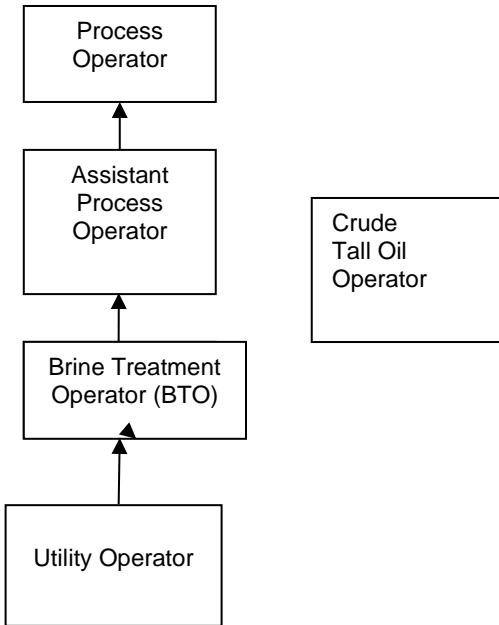 Process
Operator
Assistant
Process
Operator
Crude
Tall Oil
Operator
Brine Treatment
Operator (BTO)
Utility Operator